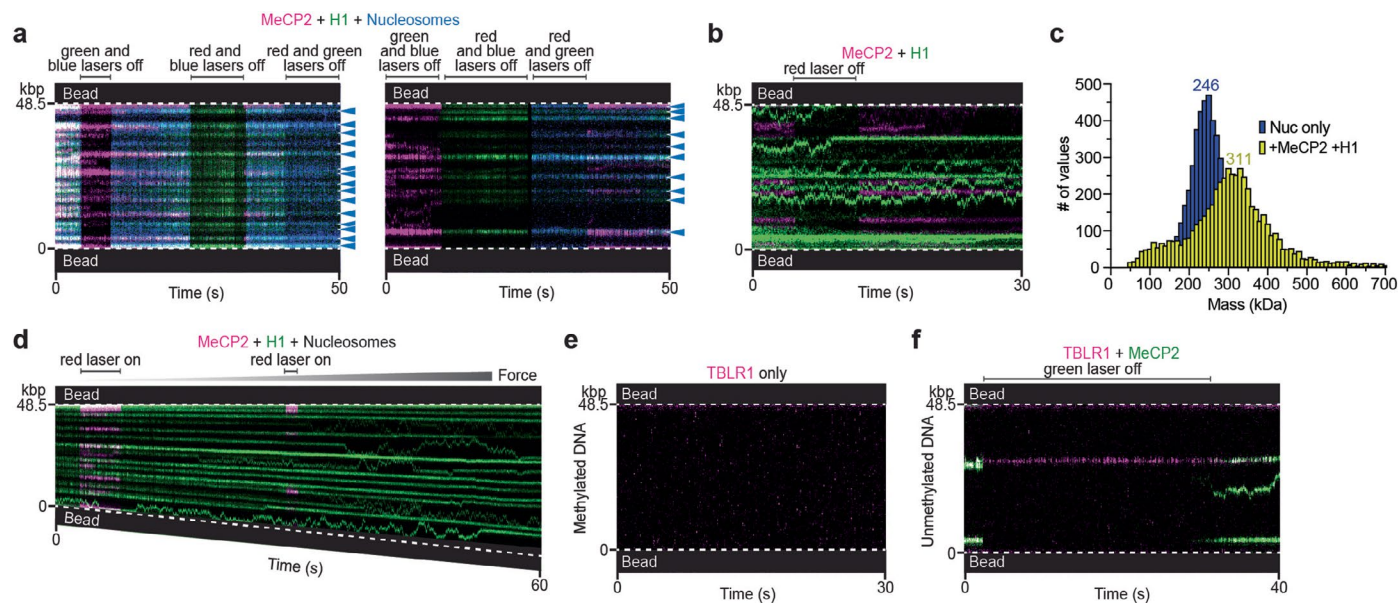 a
MeCP2 + H1 + Nucleosomes
green and
blue lasers off
red and
blue lasers off
red and green
lasers off
kbp
48.5
0
Bead
Bead
0
Time (s)
50
green
and blue
lasers off
red
and blue
lasers off
red
and green
lasers off
Bead
Bead
0
Time (s)
50
b
MeCP2 + H1
red laser off
kbp
48.5
0
Bead
Bead
0
Time (s)
30
c
# of values
500
400
300
200
100
0
246
311
Nuc only
+MeCP2 +H1
100
200
300
400
500
600
700
Mass (kDa)
d
MeCP2 + H1 + Nucleosomes
red laser on
red laser on
Force
kbp
48.5
0
Bead
Bead
0
Time (s)
60
e
TBLR1 only
Methylated DNA
kbp
48.5
0
Bead
Bead
0
Time (s)
30
f
TBLR1 + MeCP2
green laser off
Unmethylated DNA
kbp
48.5
0
Bead
Bead
0
Time (s)
40